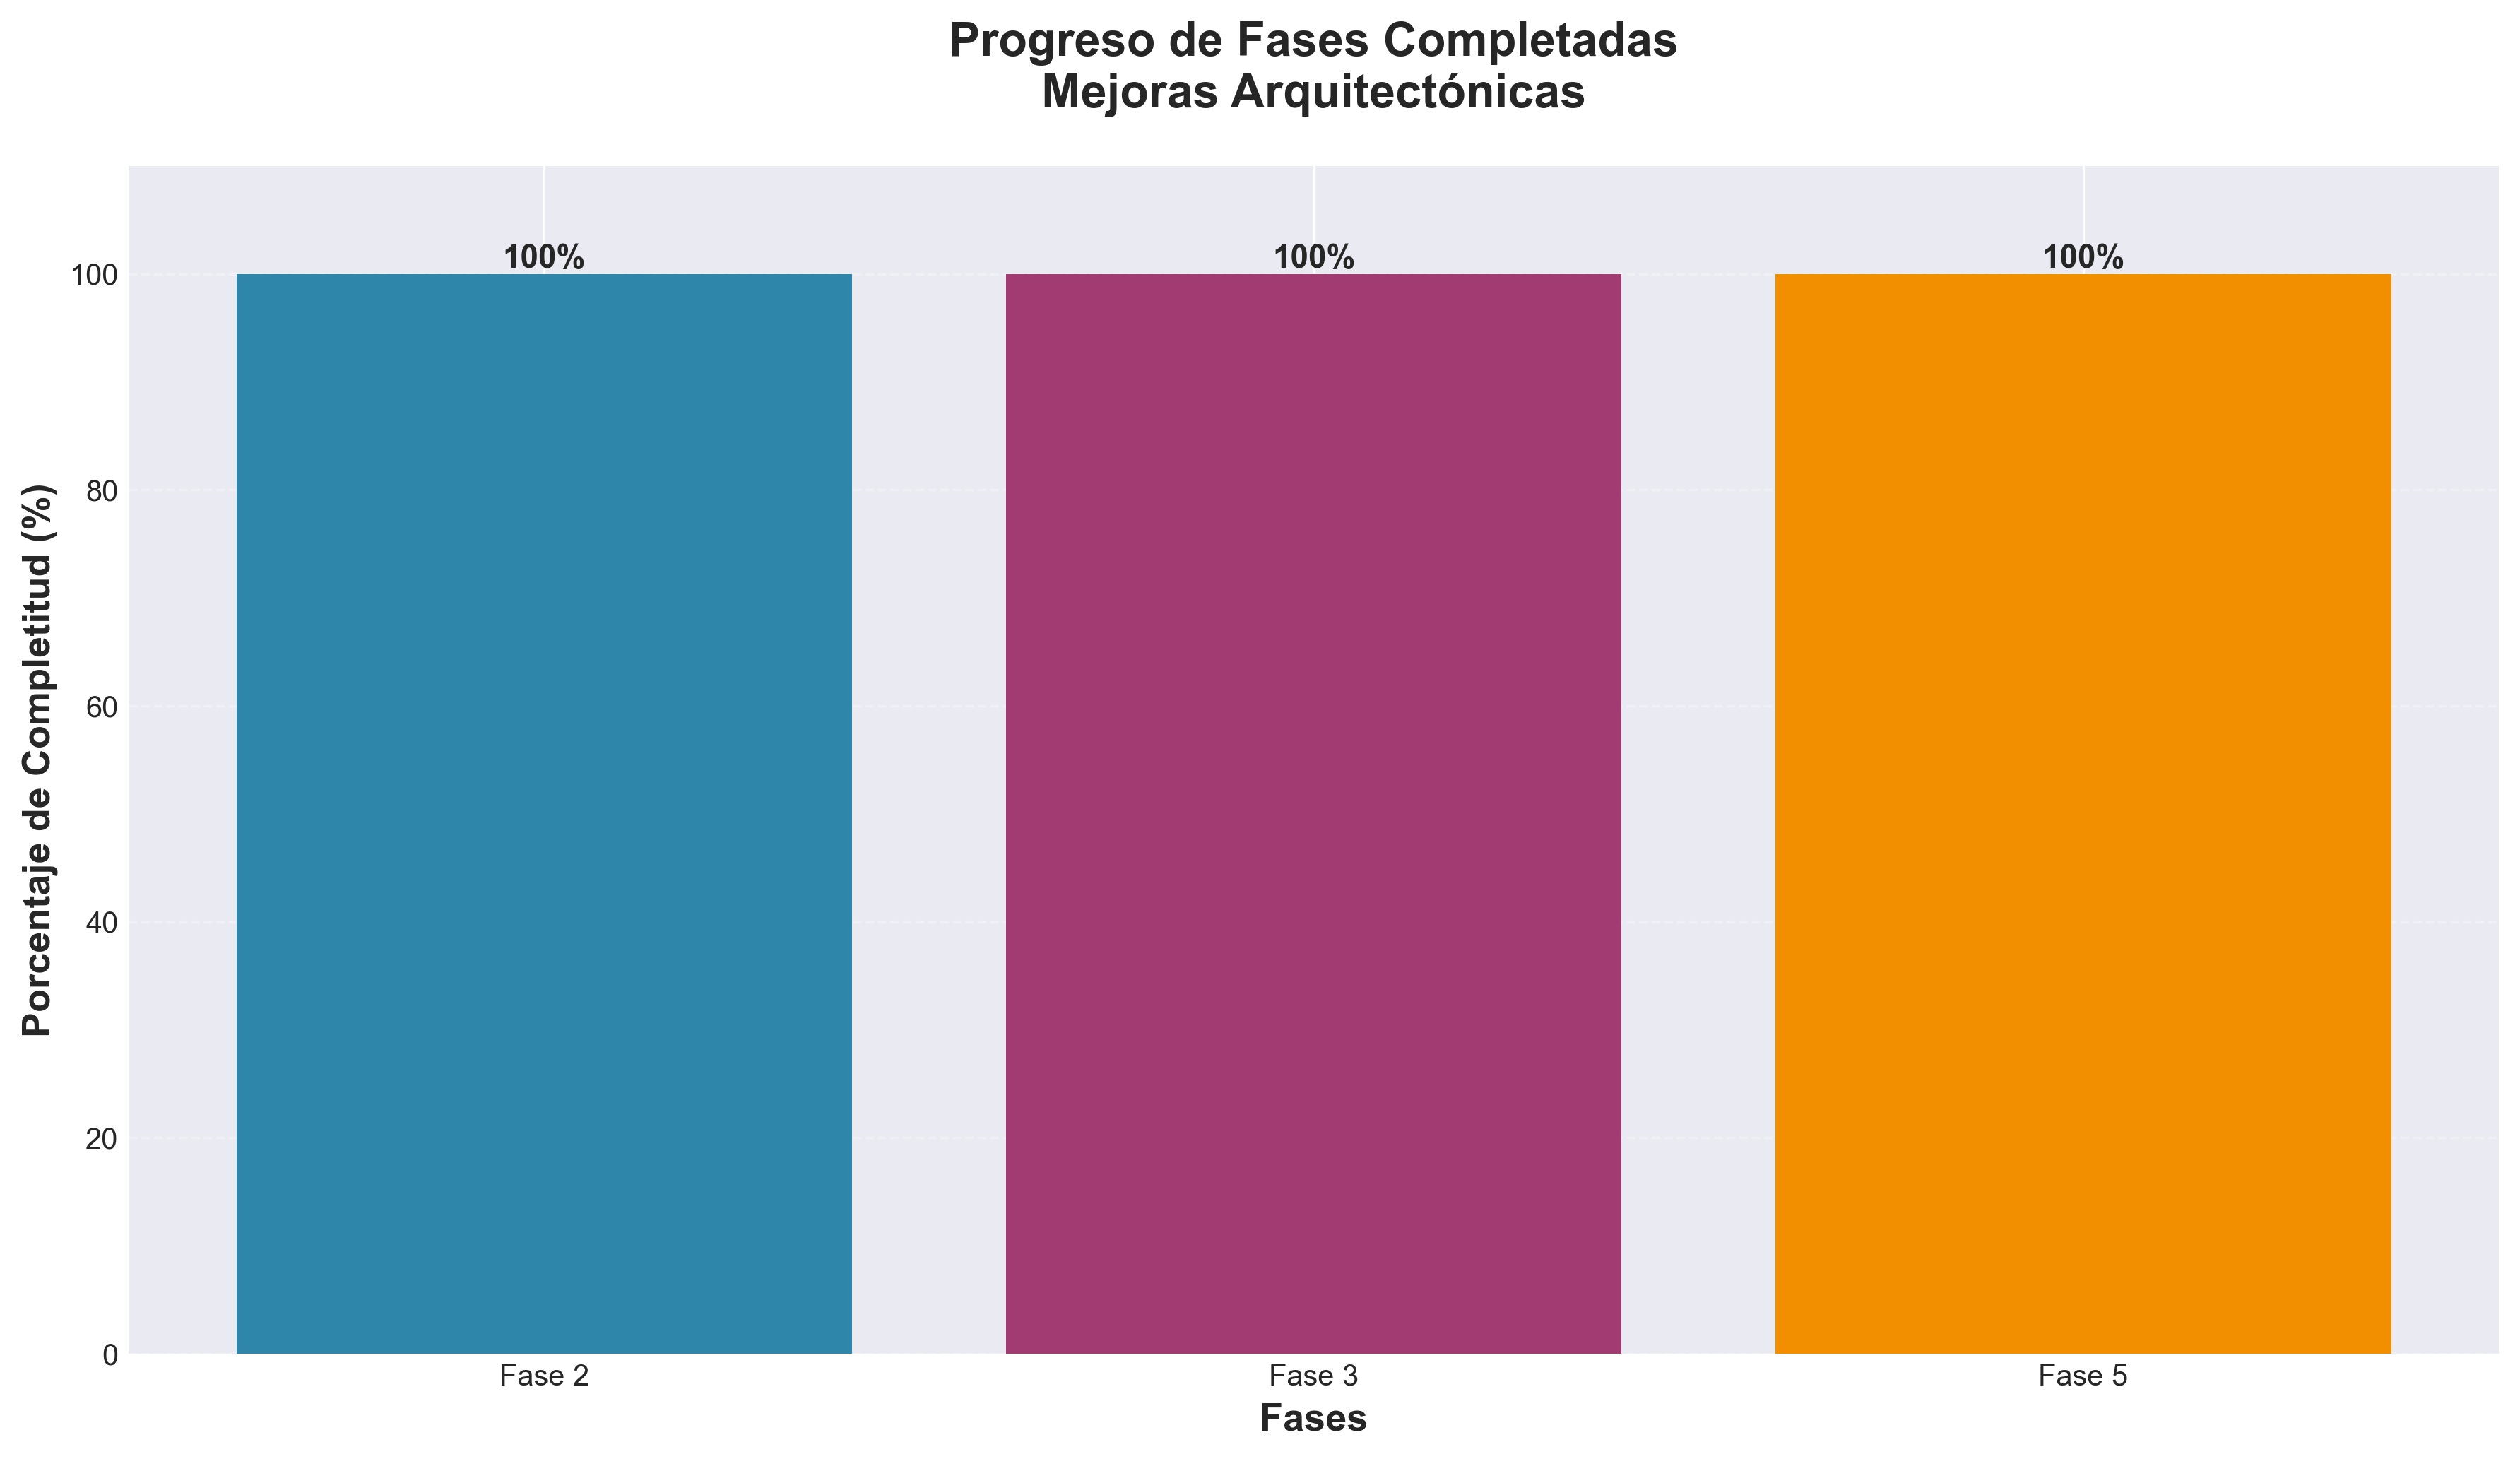 Progreso de Fases Completadas
Mejoras Arquitectónicas
Porcentaje de Completitud (%)
100
80
60
40
20
0
100%
100%
100%
Fase 2
Fase 3
Fase 5
Fases